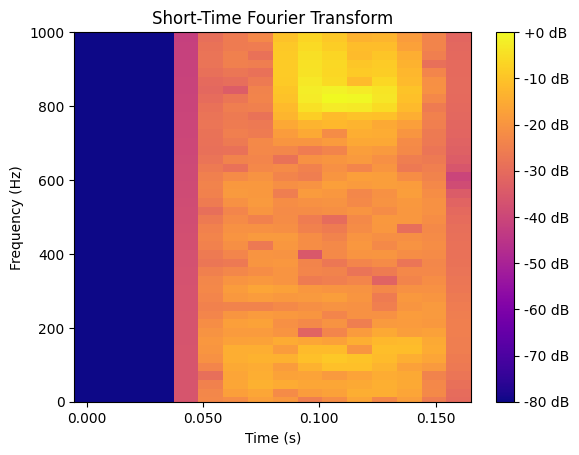 Short-Time Fourier Transform
1000
800
600
400
200
0
Frequency (Hz)
0.000
0.050
0.100
0.150
Time (s)
+0 dB
-10 dB
-20 dB
-30 dB
-40 dB
-50 dB
-60 dB
-70 dB
-80 dB